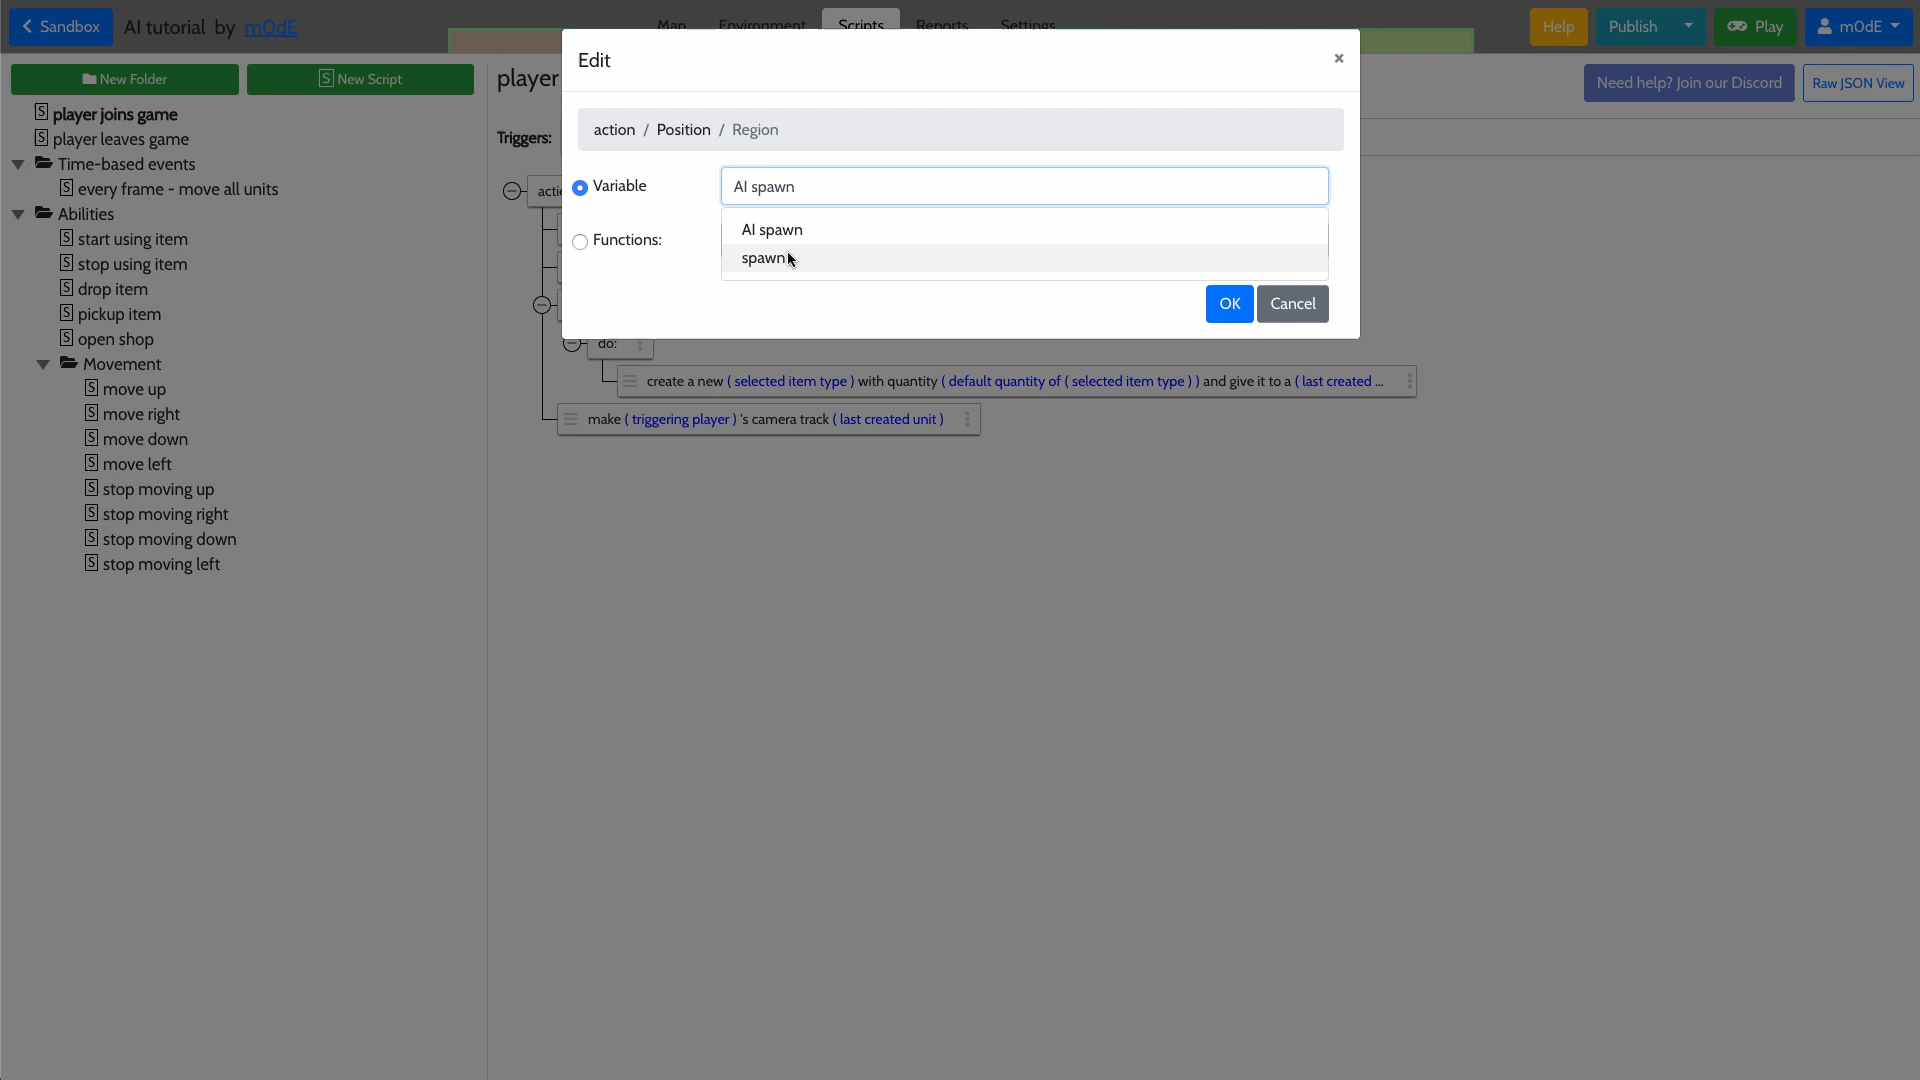 Sandbox AI tutorial by m0dE Map Environment Scripts Reports Settings Help Publish Play m0dE
New Folder New Script
player
Need help? Join our Discord Raw JSON View
Triggers:
player joins game
player leaves game
Time-based events
every frame - move all units
Abilities
start using item
stop using item
drop item
pickup item
open shop
Movement
move up
move right
move down
move left
stop moving up
stop moving right
stop moving down
stop moving left
Edit ×
action / Position / Region
Variable AI spawn
AI spawn
Functions:
spawn
OK Cancel
do:
create a new ( selected item type ) with quantity ( default quantity of ( selected item type ) ) and give it to a ( last created ...
make ( triggering player ) 's camera track ( last created unit )